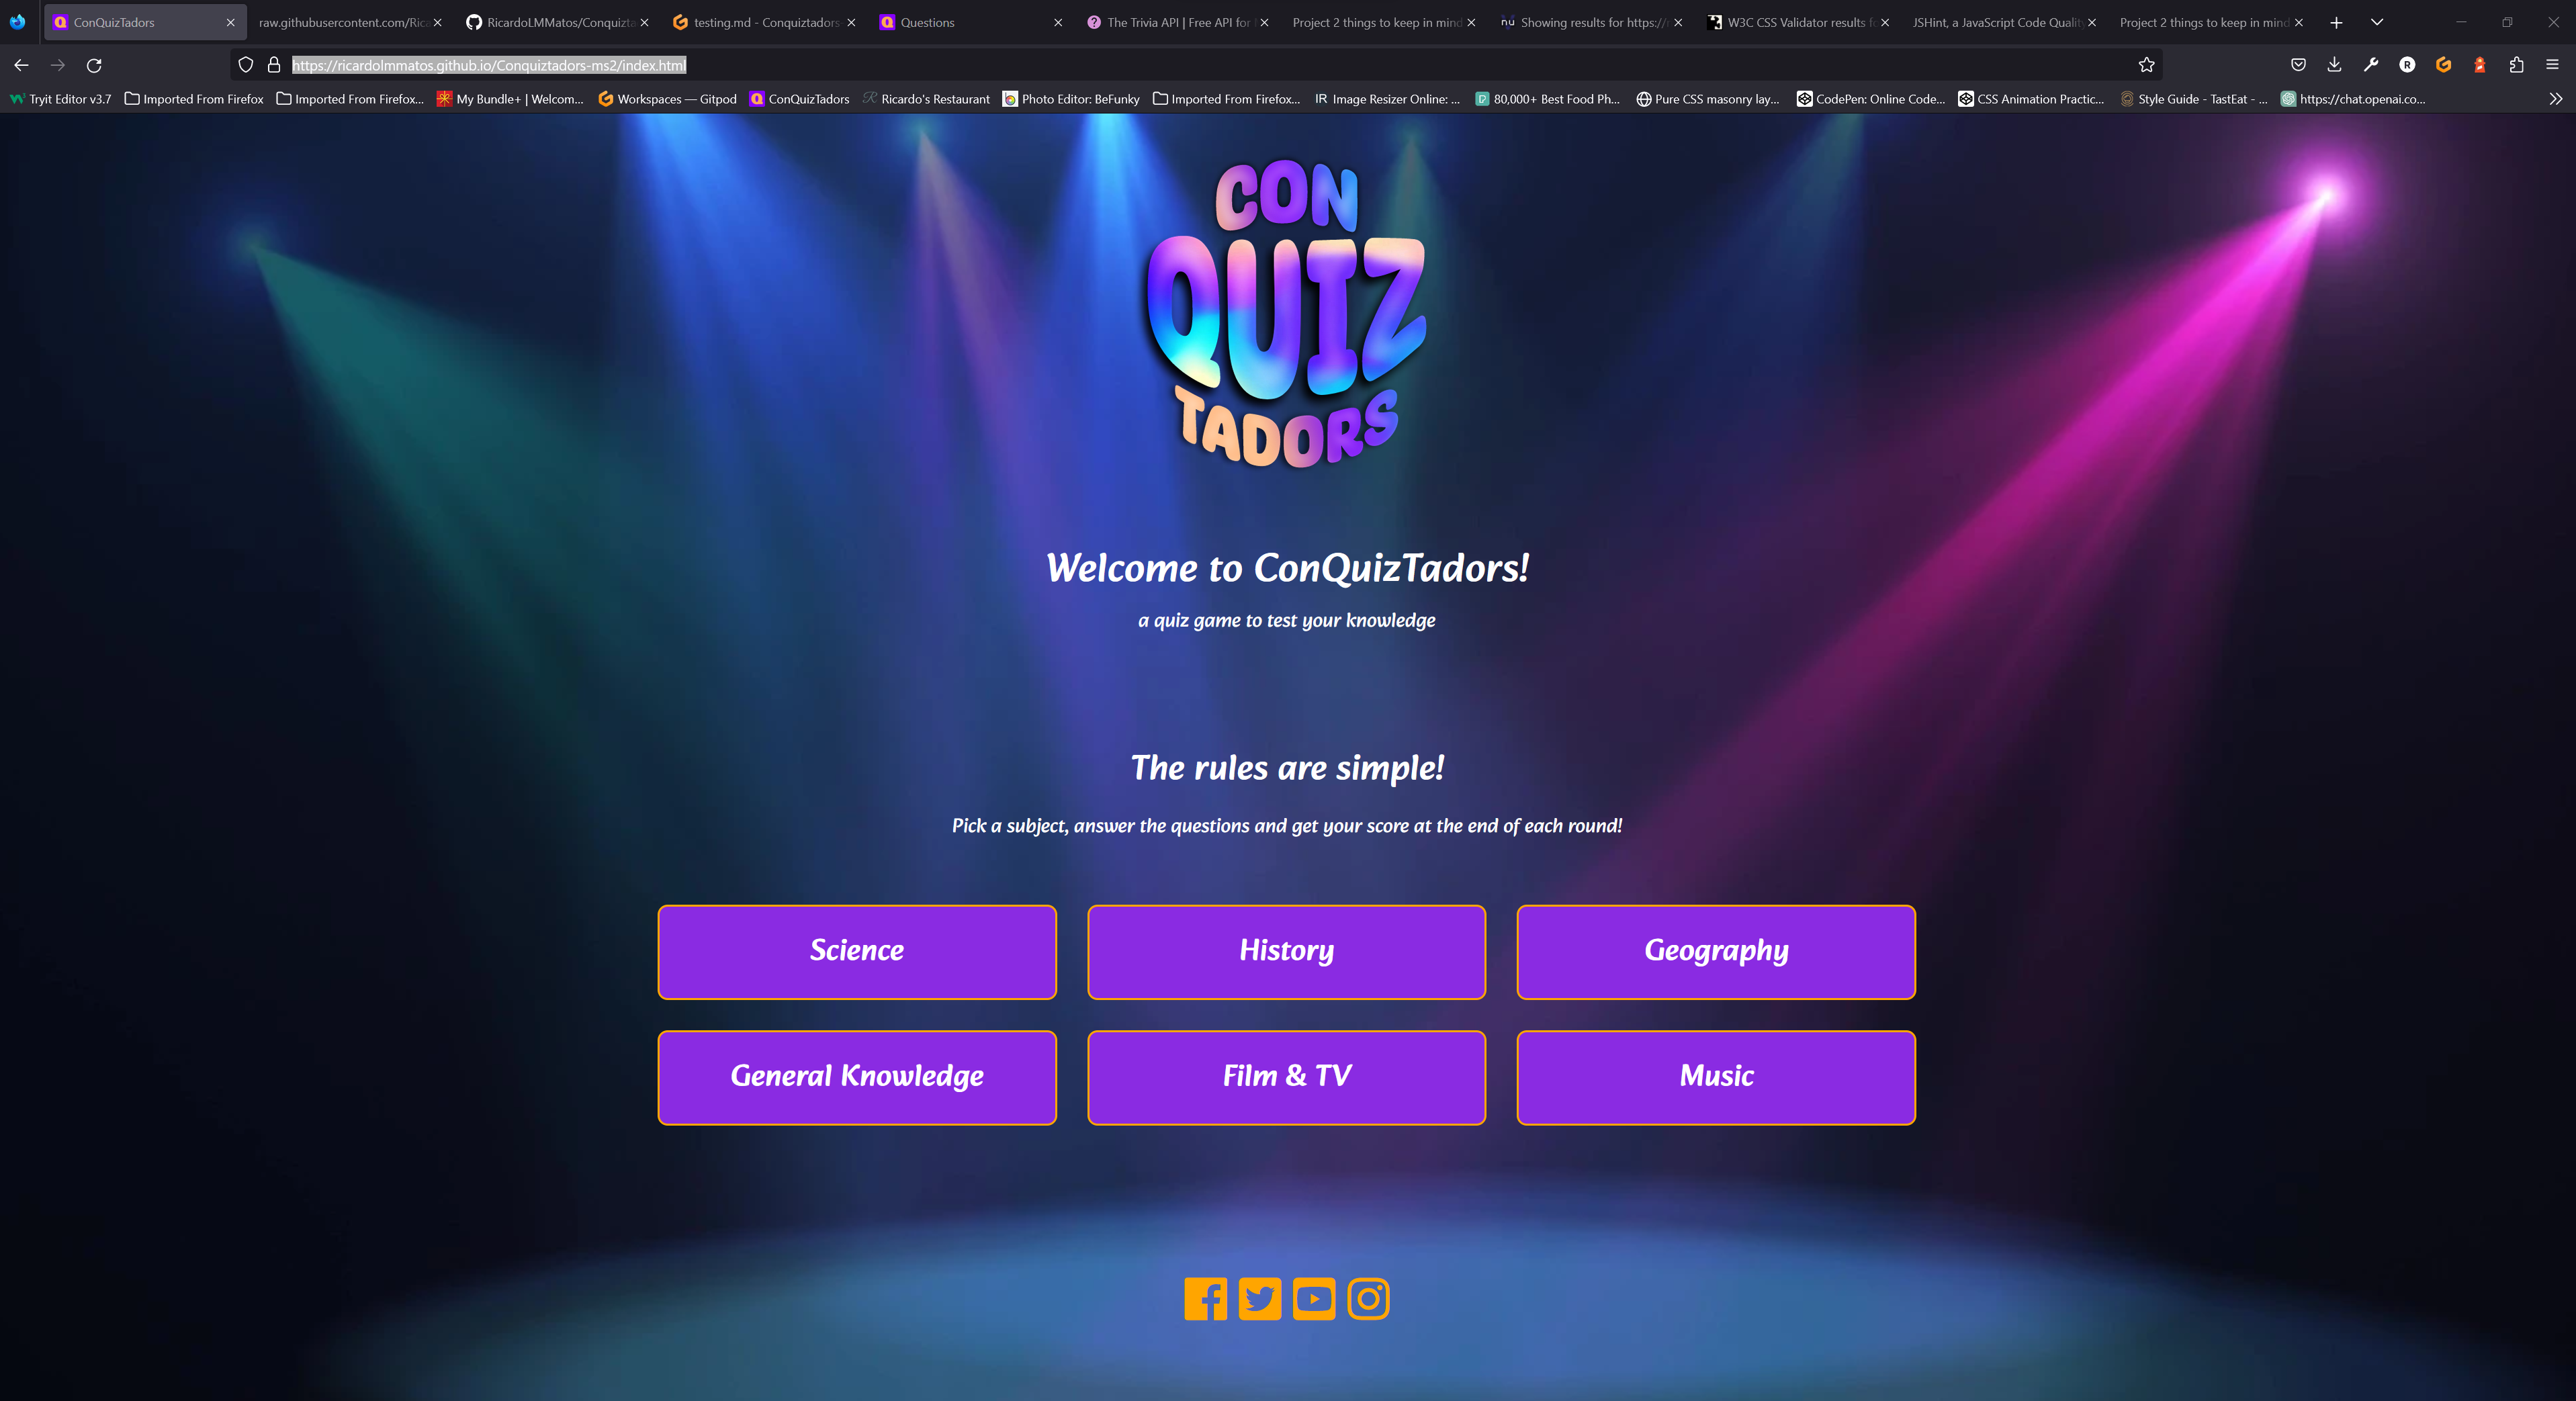 ConQuizTadors
raw.githubusercontent.com/Rica
RicardoLMMatos/Conquizta
testing.md - Conquiztadors
Questions
The Trivia API | Free API for
Project 2 things to keep in mind
Showing results for https://
W3C CSS Validator results f
JSHint, a JavaScript Code Qualit
Project 2 things to keep in mind
https://ricardolmmatos.github.io/Conquiztadors-ms2/index.html
Tryit Editor v3.7
Imported From Firefox
Imported From Firefox...
My Bundle+ | Welcom...
Workspaces — Gitpod
ConQuizTadors
Ricardo's Restaurant
Photo Editor: BeFunky
Imported From Firefox...
IR Image Resizer Online: ...
80,000+ Best Food Ph...
Pure CSS masonry lay...
CodePen: Online Code...
CSS Animation Practic...
Style Guide - TastEat - ...
https://chat.openai.co...
CON
QUIZ
TADORS
Welcome to ConQuizTadors!
a quiz game to test your knowledge
The rules are simple!
Pick a subject, answer the questions and get your score at the end of each round!
Science
History
Geography
General Knowledge
Film & TV
Music